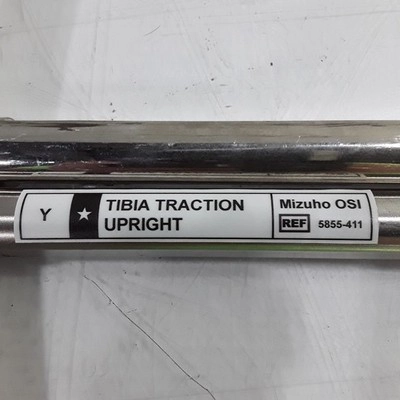 Y ★ TIBIA TRACTION
UPRIGHT
Mizuho OSI
REF 5855-411